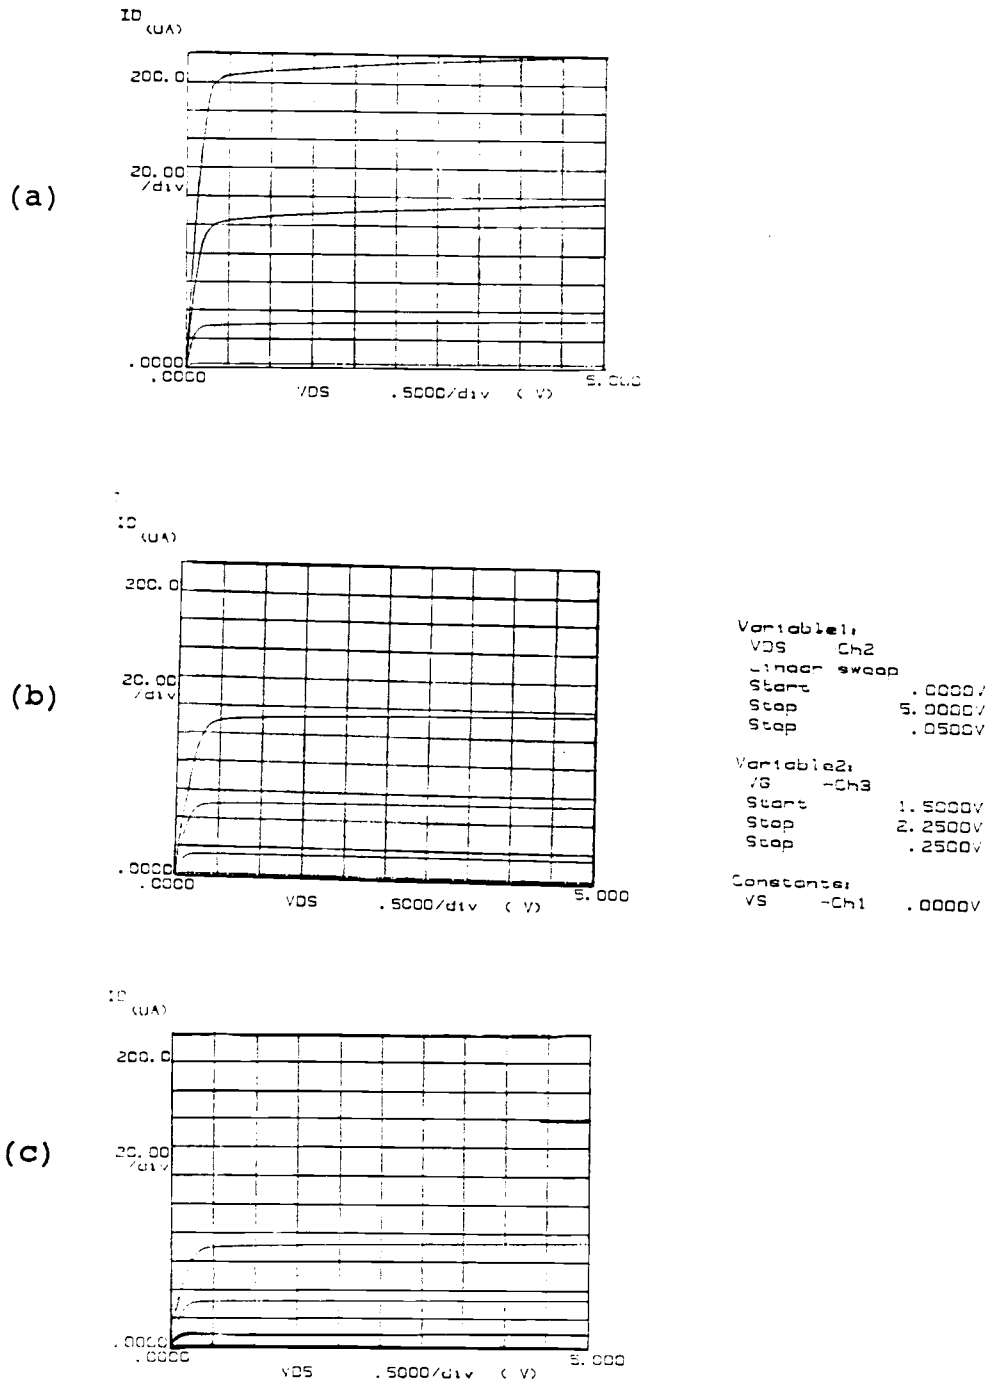 ID
(UA)
200.0
20.00
/div
(a)
.0000
.0000
5.000
VDS .5000/div ( V)
ID
(UA)
200.0
20.00
/div
(b)
.0000
.0000
5.000
VDS .5000/div ( V)
Variable1:
VDS -Ch2
Linear sweep
Start .0000V
Stop 5.0000V
Step .0500V
Variable2:
VG -Ch3
Start 1.5000V
Stop 2.2500V
Step .2500V
Constants:
VS -Ch1 .0000V
ID
(UA)
200.0
20.00
/div
(c)
.0000
.0000
5.000
VDS .5000/div ( V)